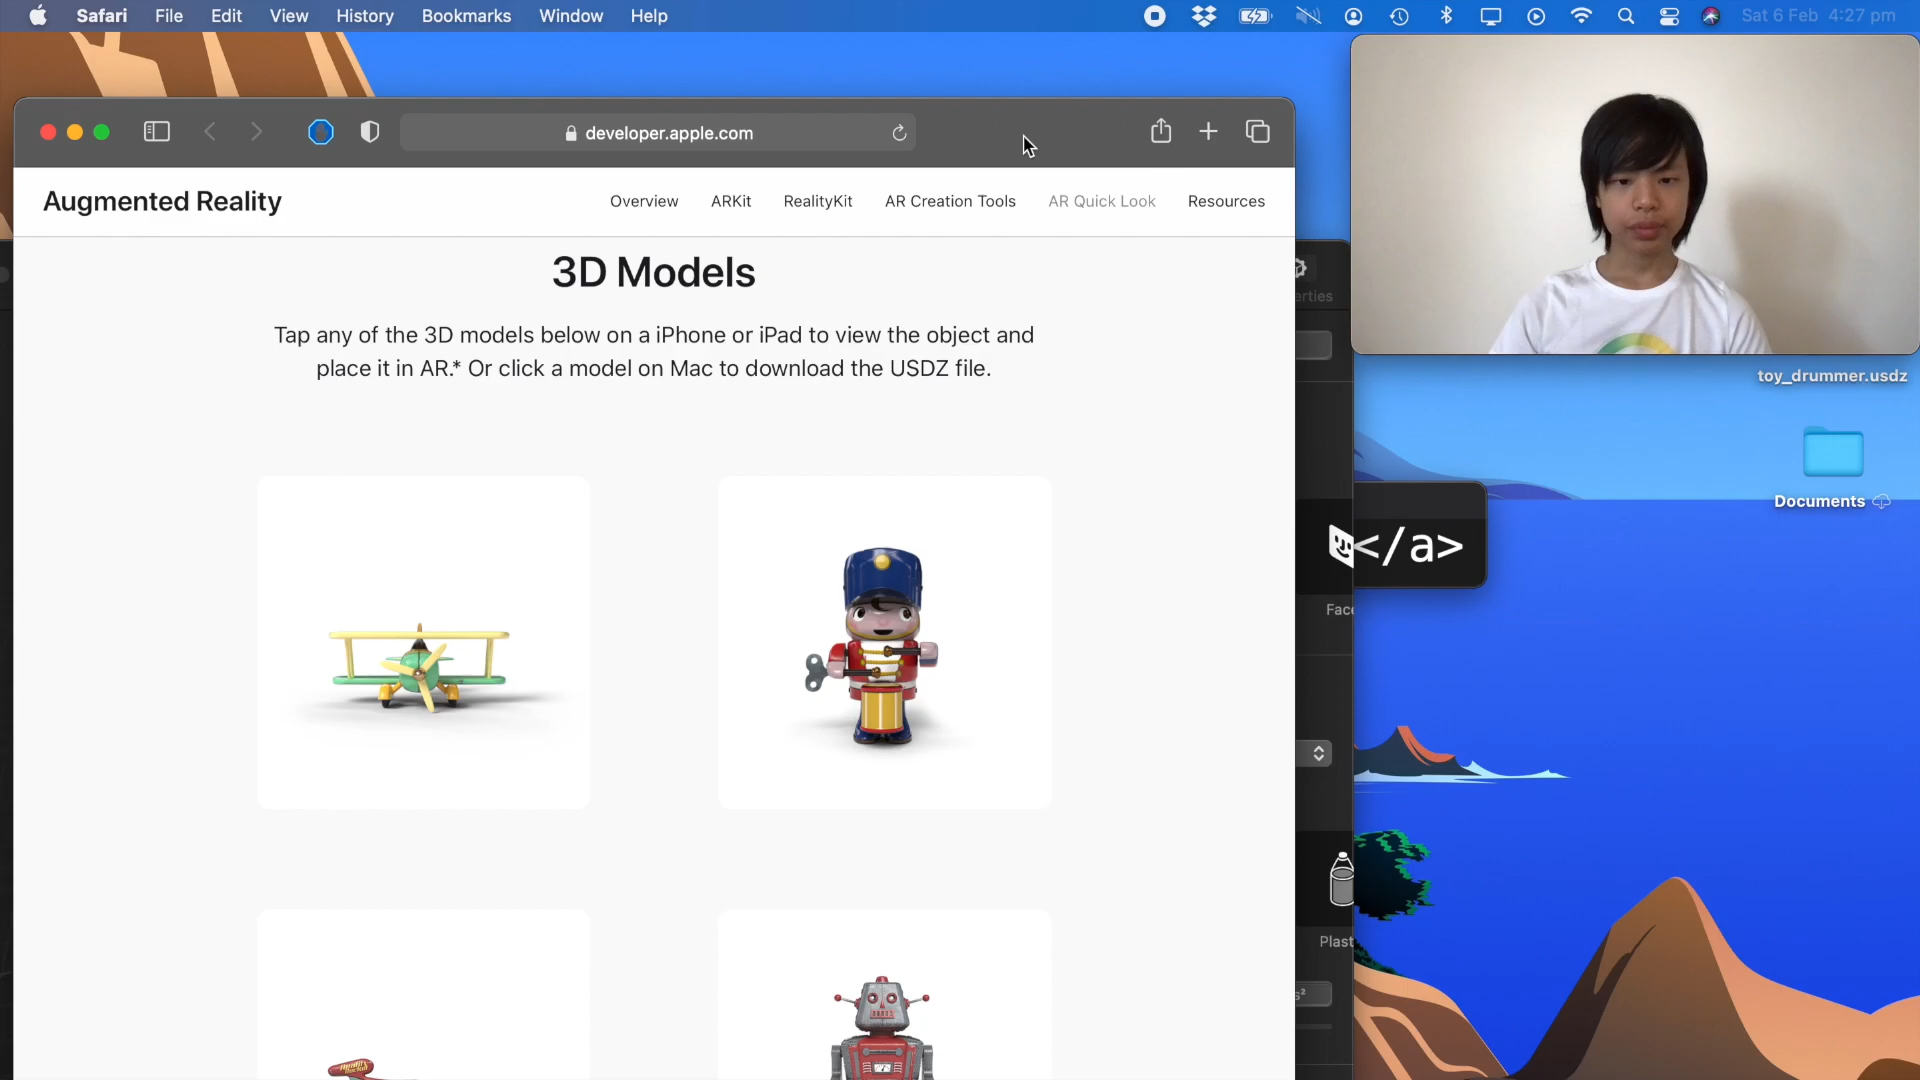 Safari File Edit View History Bookmarks Window Help
Sat 6 Feb 4:27 pm
developer.apple.com
Augmented Reality
Overview ARKit RealityKit AR Creation Tools AR Quick Look Resources
3D Models
Tap any of the 3D models below on a iPhone or iPad to view the object and
place it in AR.* Or click a model on Mac to download the USDZ file.
erties
toy_drummer.usdz
Documents
</a>
Face
Plast
s²